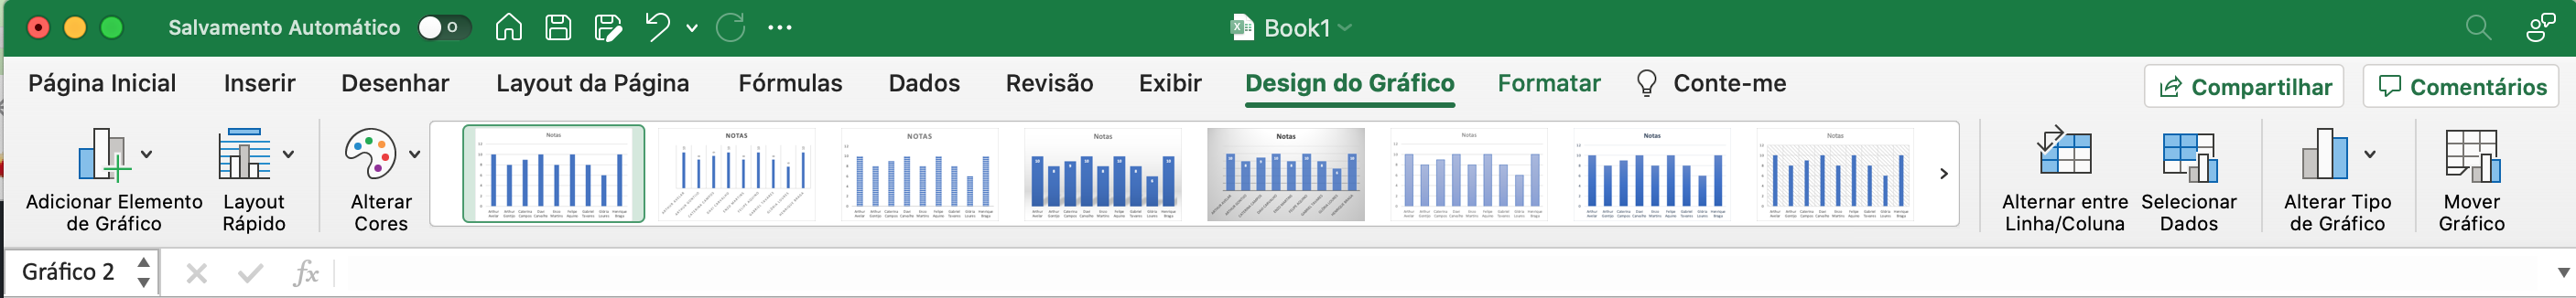 Salvamento Automático
Book1
Página Inicial Inserir Desenhar Layout da Página Fórmulas Dados Revisão Exibir Design do Gráfico Formatar Conte-me Compartilhar Comentários
Adicionar Elemento
de Gráfico
Layout
Rápido
Alterar
Cores
Notas NOTAS NOTAS Notas Notas Notas Notas Notas
Alternar entre
Linha/Coluna
Selecionar
Dados
Alterar Tipo
de Gráfico
Mover
Gráfico
Gráfico 2 fx